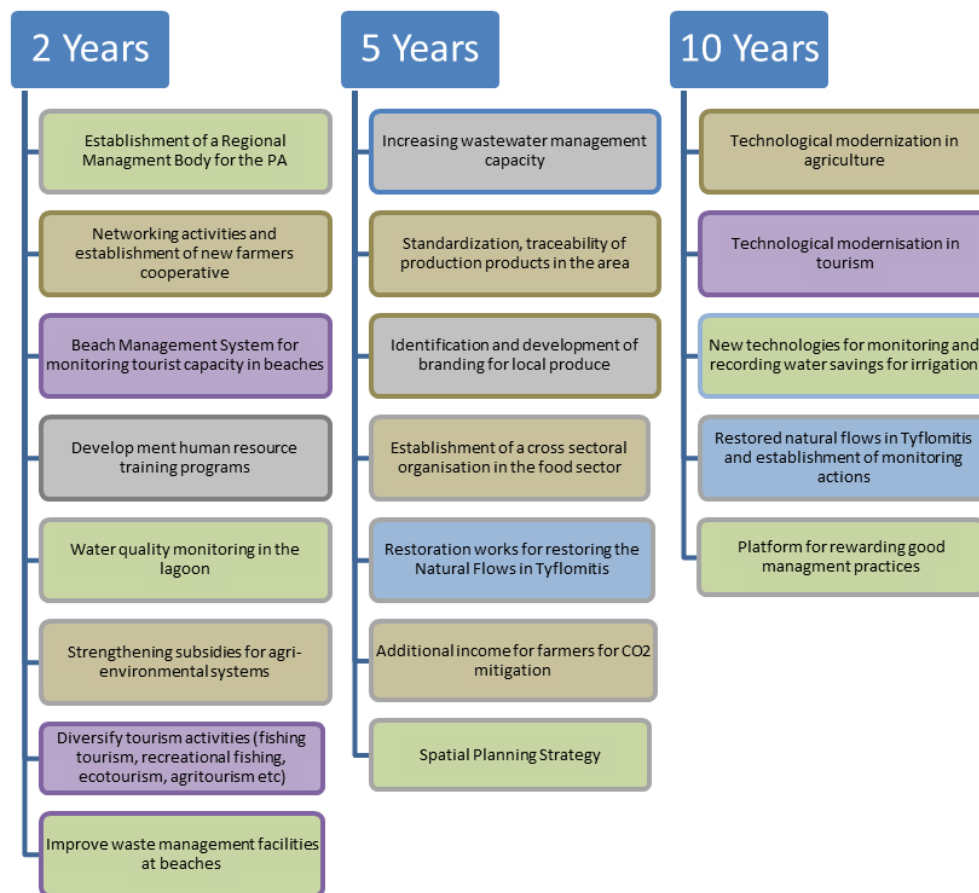 2 Years
Establishment of a Regional
Managment Body for the PA
Networking activities and
establishment of new farmers
cooperative
Beach Management System for
monitoring tourist capacity in beaches
Develop ment human resource
training programs
Water quality monitoring in the
lagoon
Strengthening subsidies for agri-
environmental systems
Diversify tourism activities (fishing
tourism, recreational fishing,
ecotourism, agritourism etc)
Improve waste management facilities
at beaches
5 Years
Increasing wastewater management
capacity
Standardization, traceability of
production products in the area
Identification and development of
branding for local produce
Establishment of a cross sectoral
organisation in the food sector
Restoration works for restoring the
Natural Flows in Tyflomitis
Additional income for farmers for CO2
mitigation
Spatial Planning Strategy
10 Years
Technological modernization in
agriculture
Technological modernisation in
tourism
New technologies for monitoring and
recording water savings for irrigation
Restored natural flows in Tyflomitis
and establishment of monitoring
actions
Platform for rewarding good
managment practices